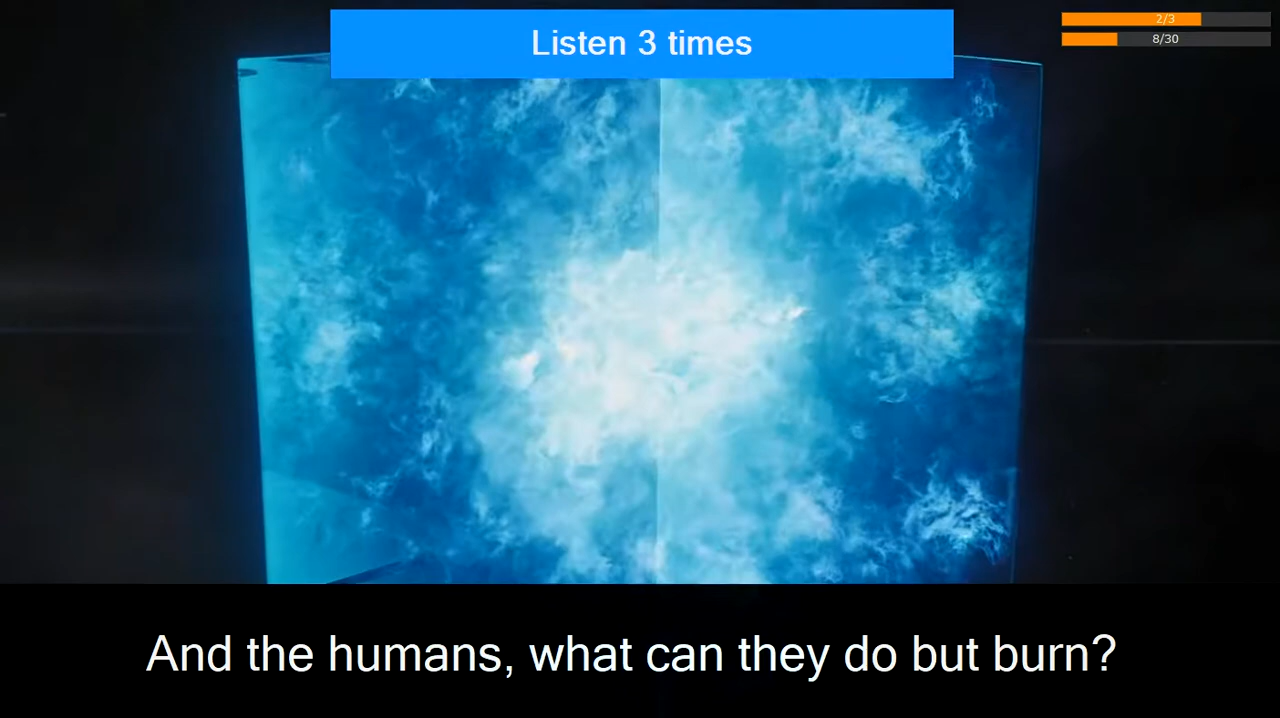 Listen 3 times
2/3
8/30
And the humans, what can they do but burn?